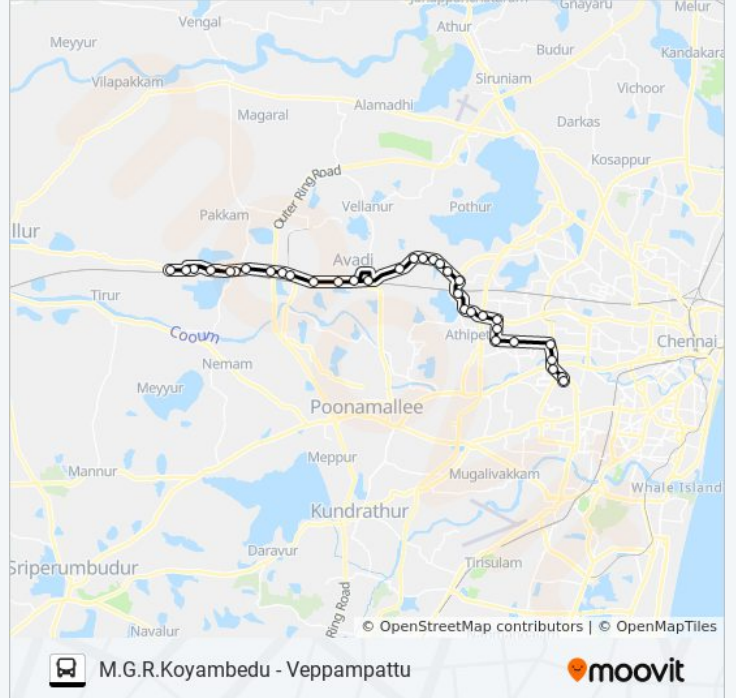 Gnayaru
Melur
Vengal
Athur
Meyyur
Budur
Kandakara
Siruniam
Vilapakkam
Vichoor
Alamadhi
Magaral
Darkas
Kosappur
Outer Ring Road
Pakkam
Vellanur
Pothur
llur
Avadi
Tirur
Cooum
Athipet
Chennai
Nemam
Meyyur
Poonamallee
Meppur
Mannur
Mugalivakkam
Whale Island
Kundrathur
Daravur
Tirisulam
Sriperumbudur
Ring Road
Navalur
© OpenStreetMap contributors | © OpenMapTiles
M.G.R.Koyambedu - Veppampattu
moovit